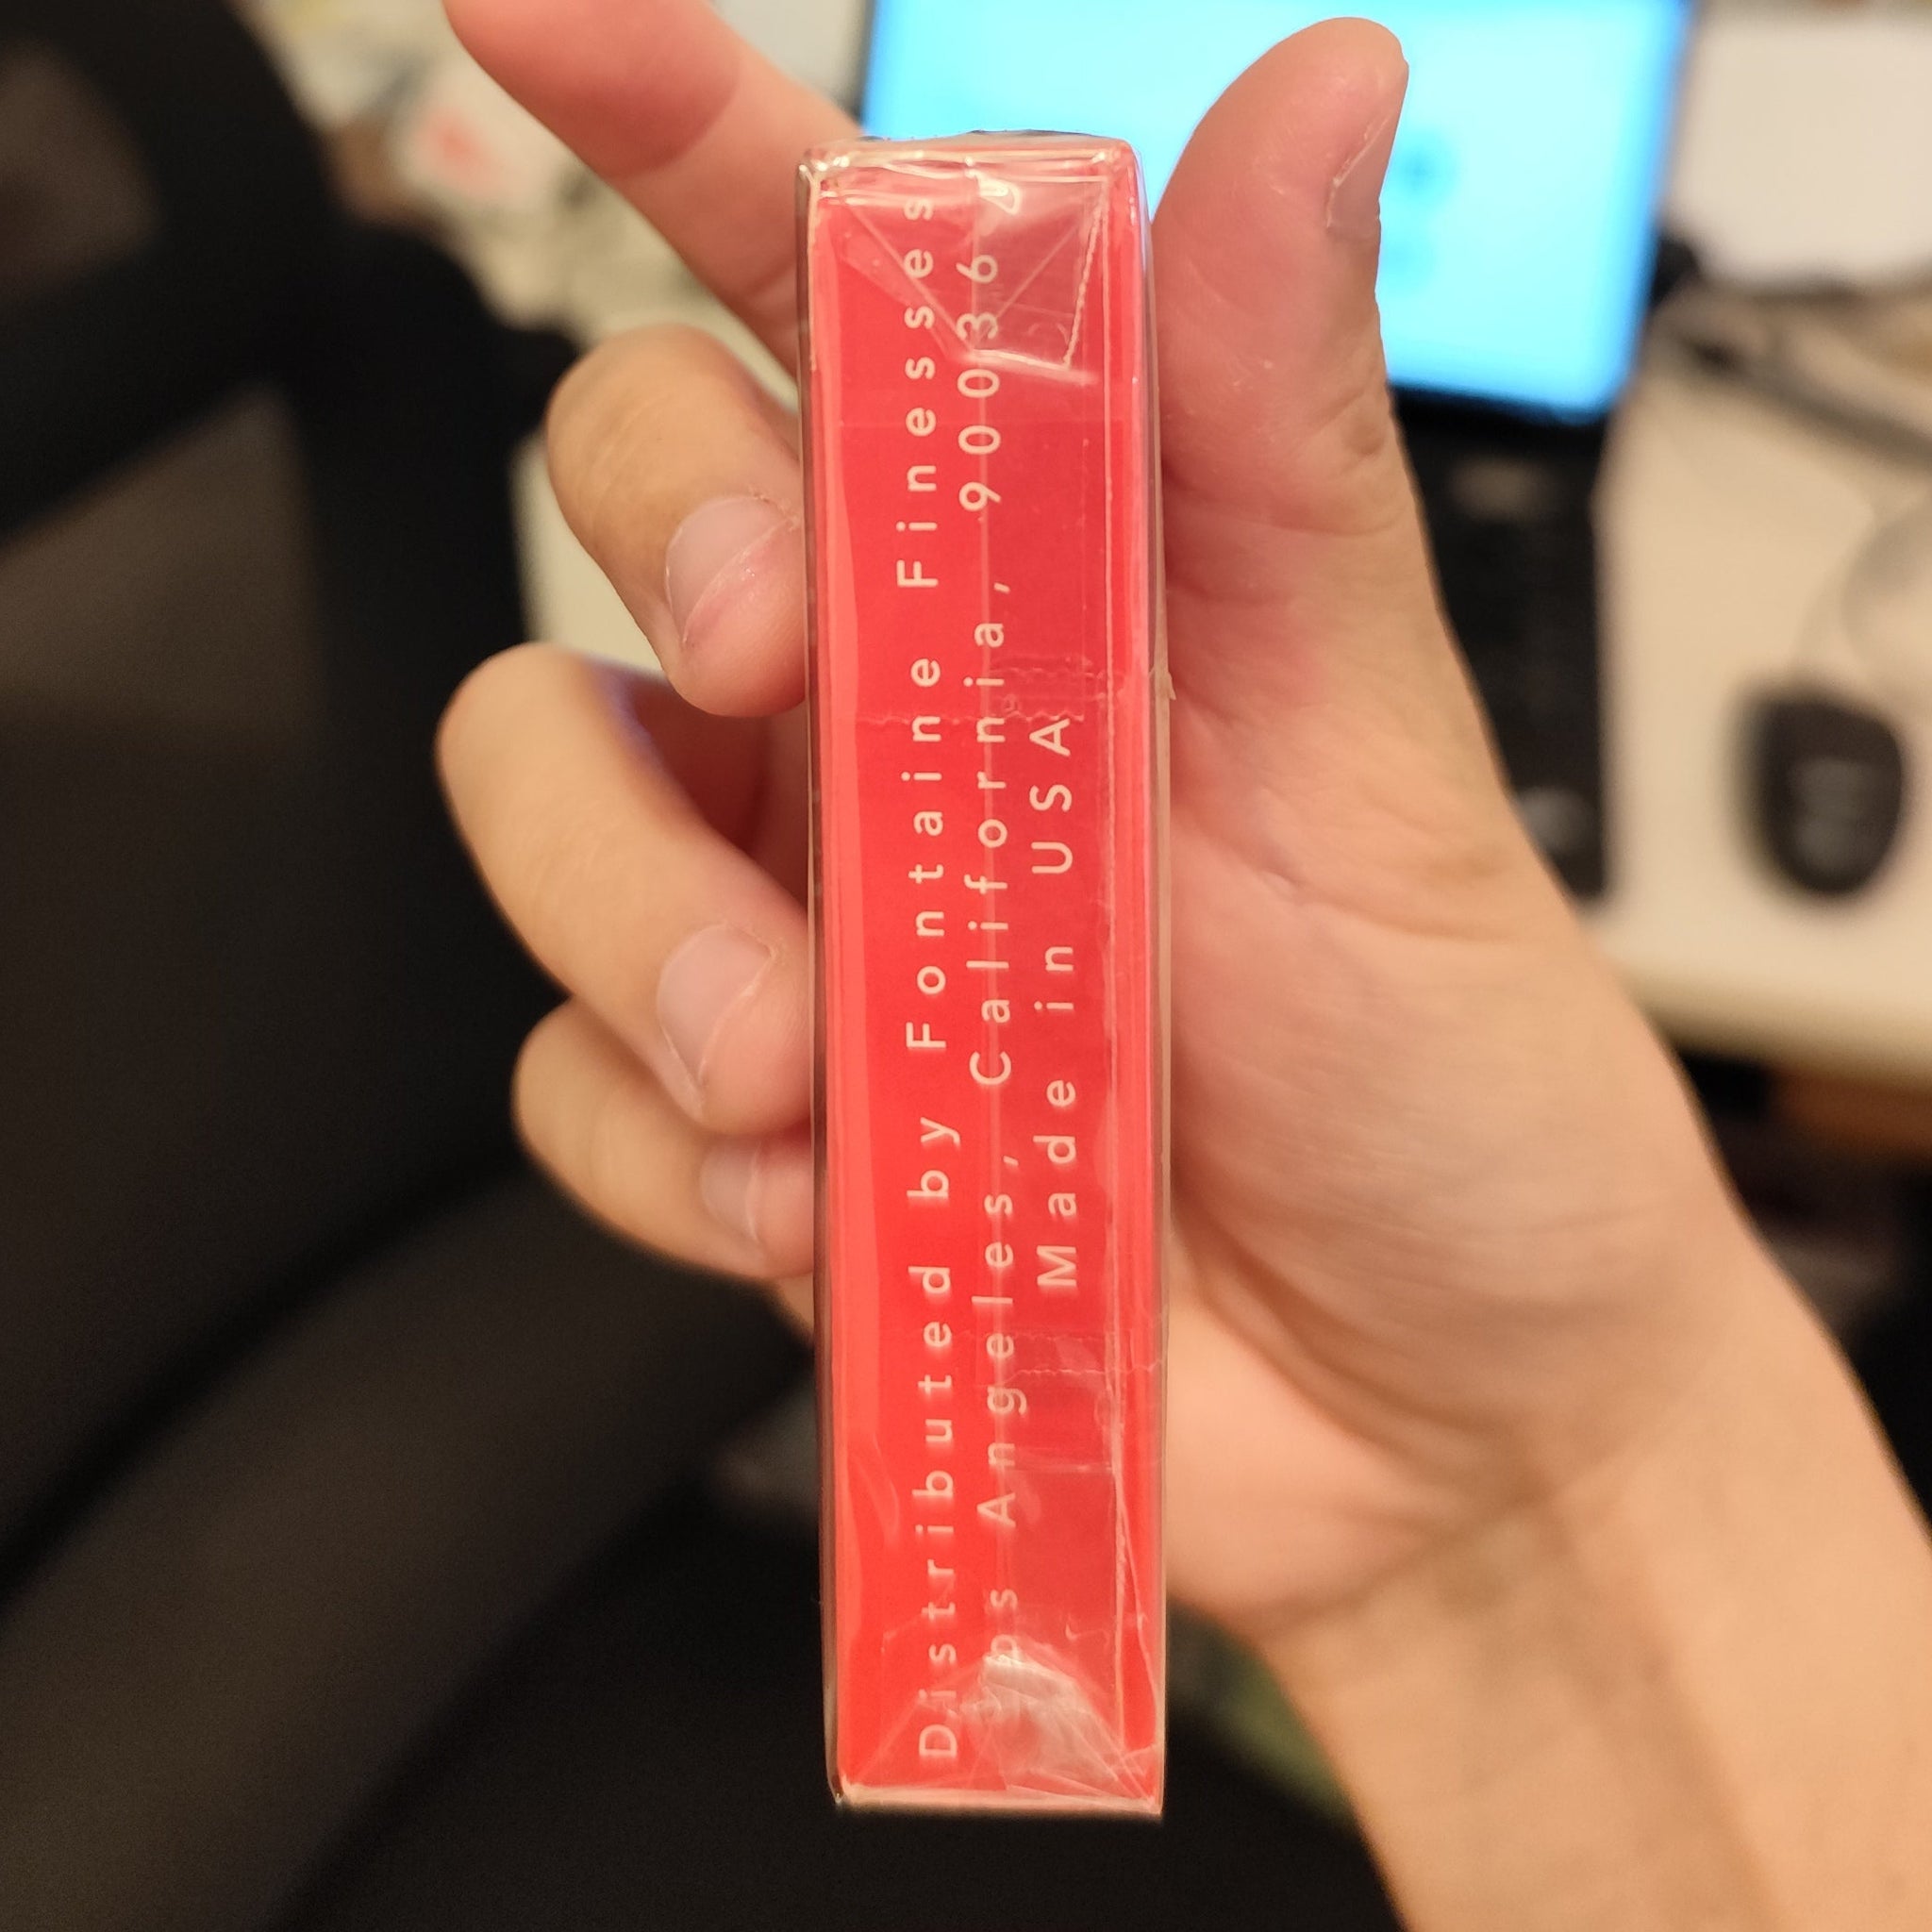 Distributed by Fontaine Finesses
Los Angeles, California, 90036
Made in USA